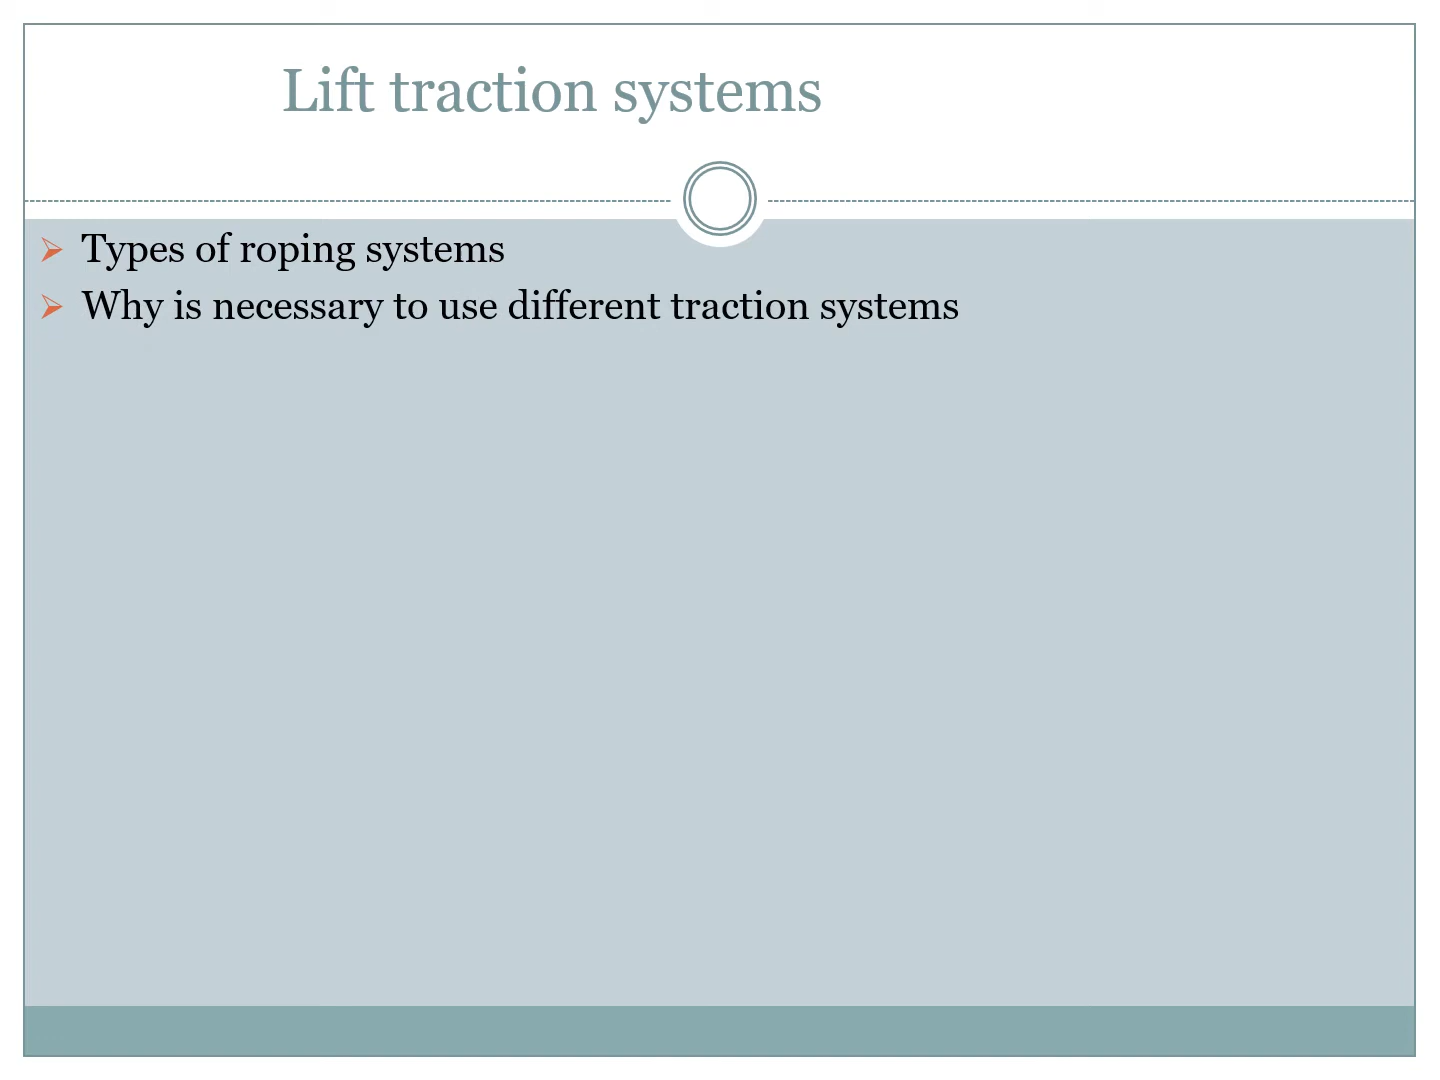 Lift traction systems
Types of roping systems
Why is necessary to use different traction systems